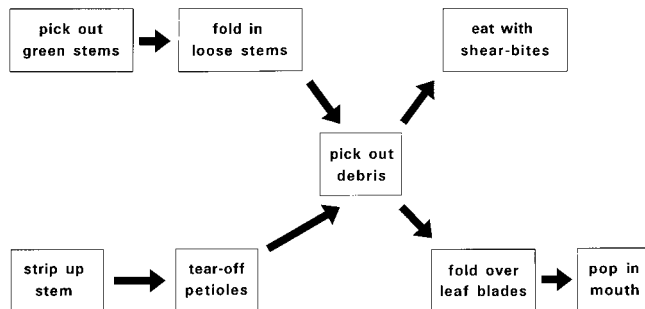 pick out
green stems
fold in
loose stems
eat with
shear-bites
pick out
debris
strip up
stem
tear-off
petioles
fold over
leaf blades
pop in
mouth